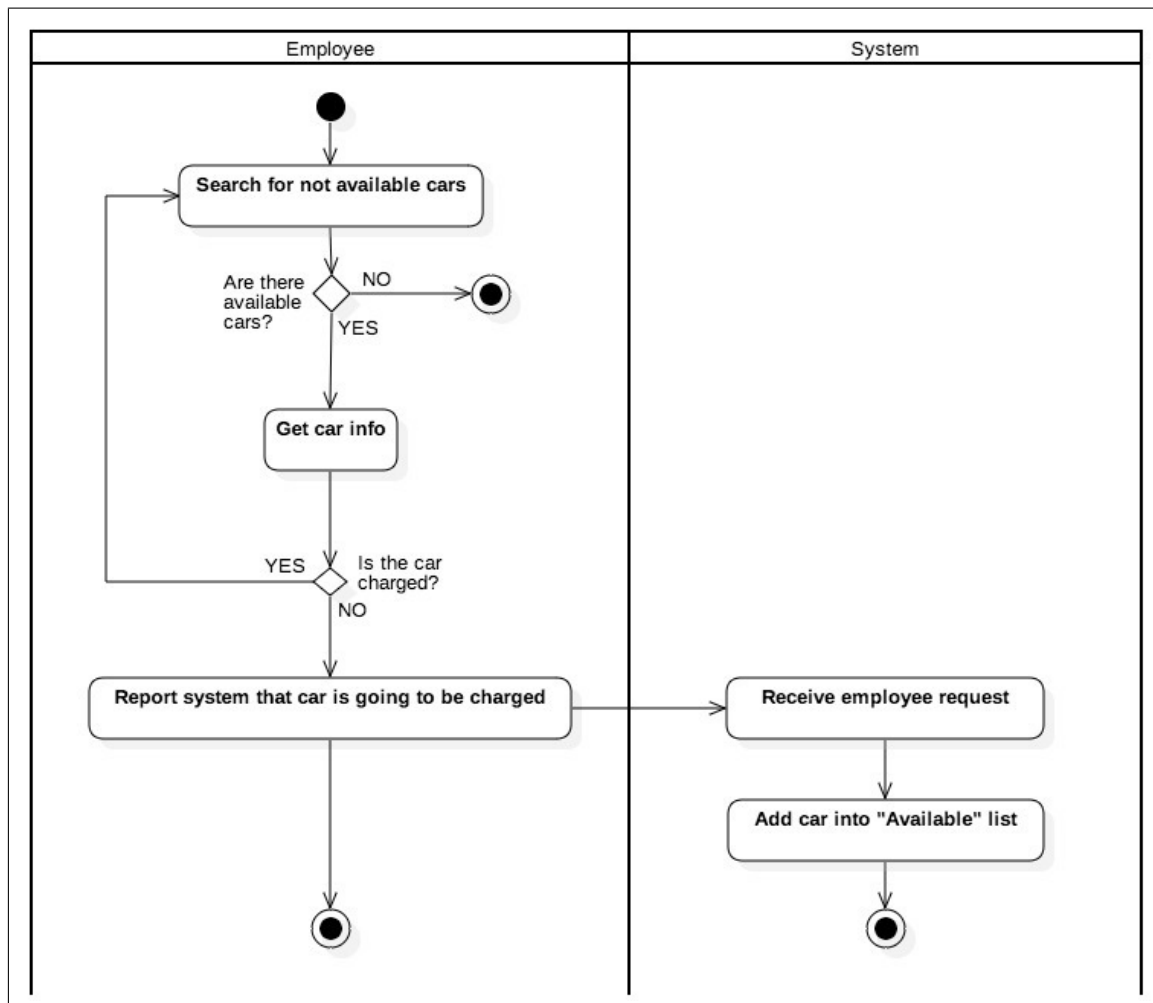 Employee
System
Search for not available cars
Are there
available
cars?
NO
YES
Get car info
YES
Is the car
charged?
NO
Report system that car is going to be charged
Receive employee request
Add car into "Available" list